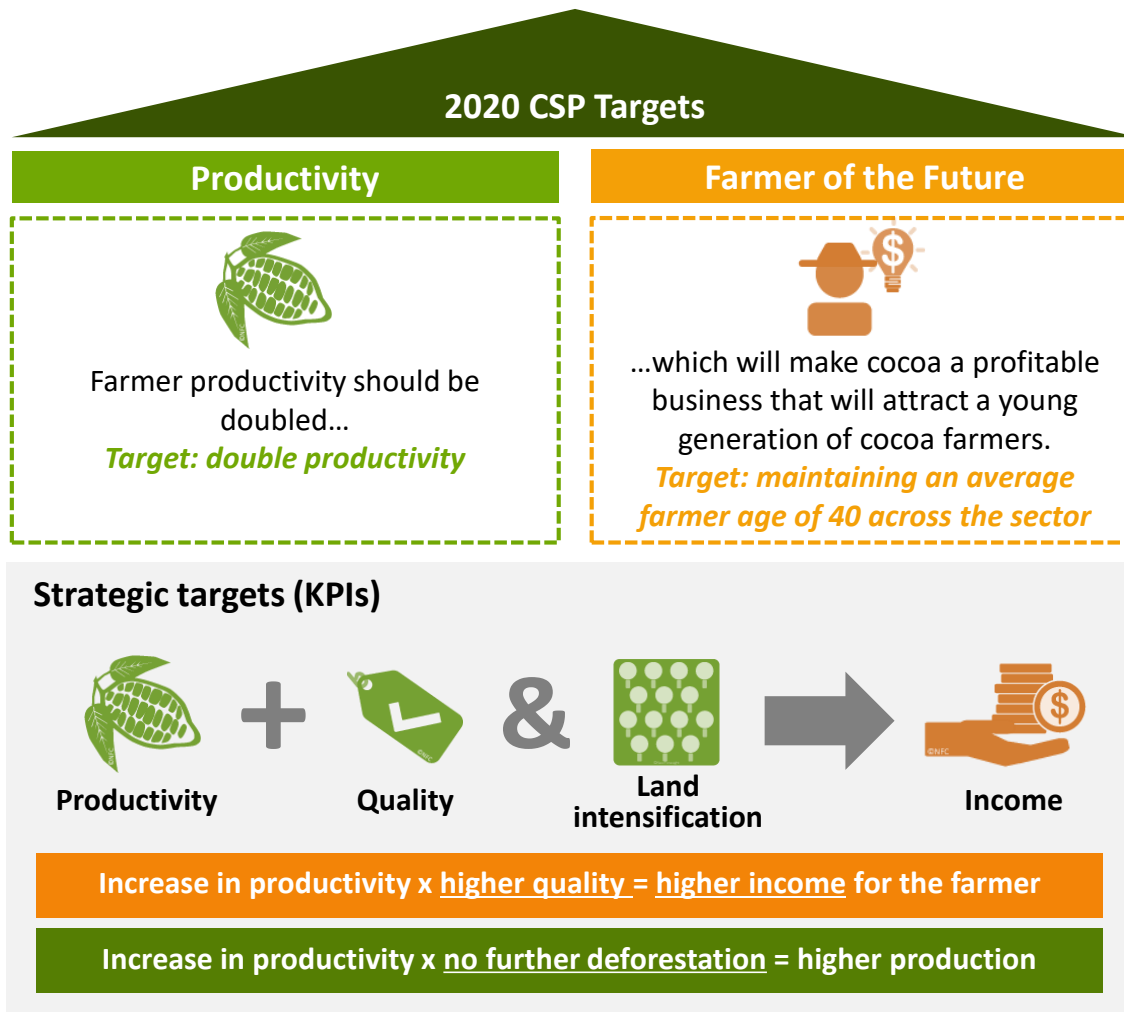 2020 CSP Targets
Productivity
Farmer productivity should be
doubled...
Target: double productivity
Farmer of the Future
$
...which will make cocoa a profitable
business that will attract a young
generation of cocoa farmers.
Target: maintaining an average
farmer age of 40 across the sector
Strategic targets (KPIs)
+
&
$
©NFC
Productivity
Quality
Land
intensification
Income
Increase in productivity x higher quality = higher income for the farmer
Increase in productivity x no further deforestation = higher production